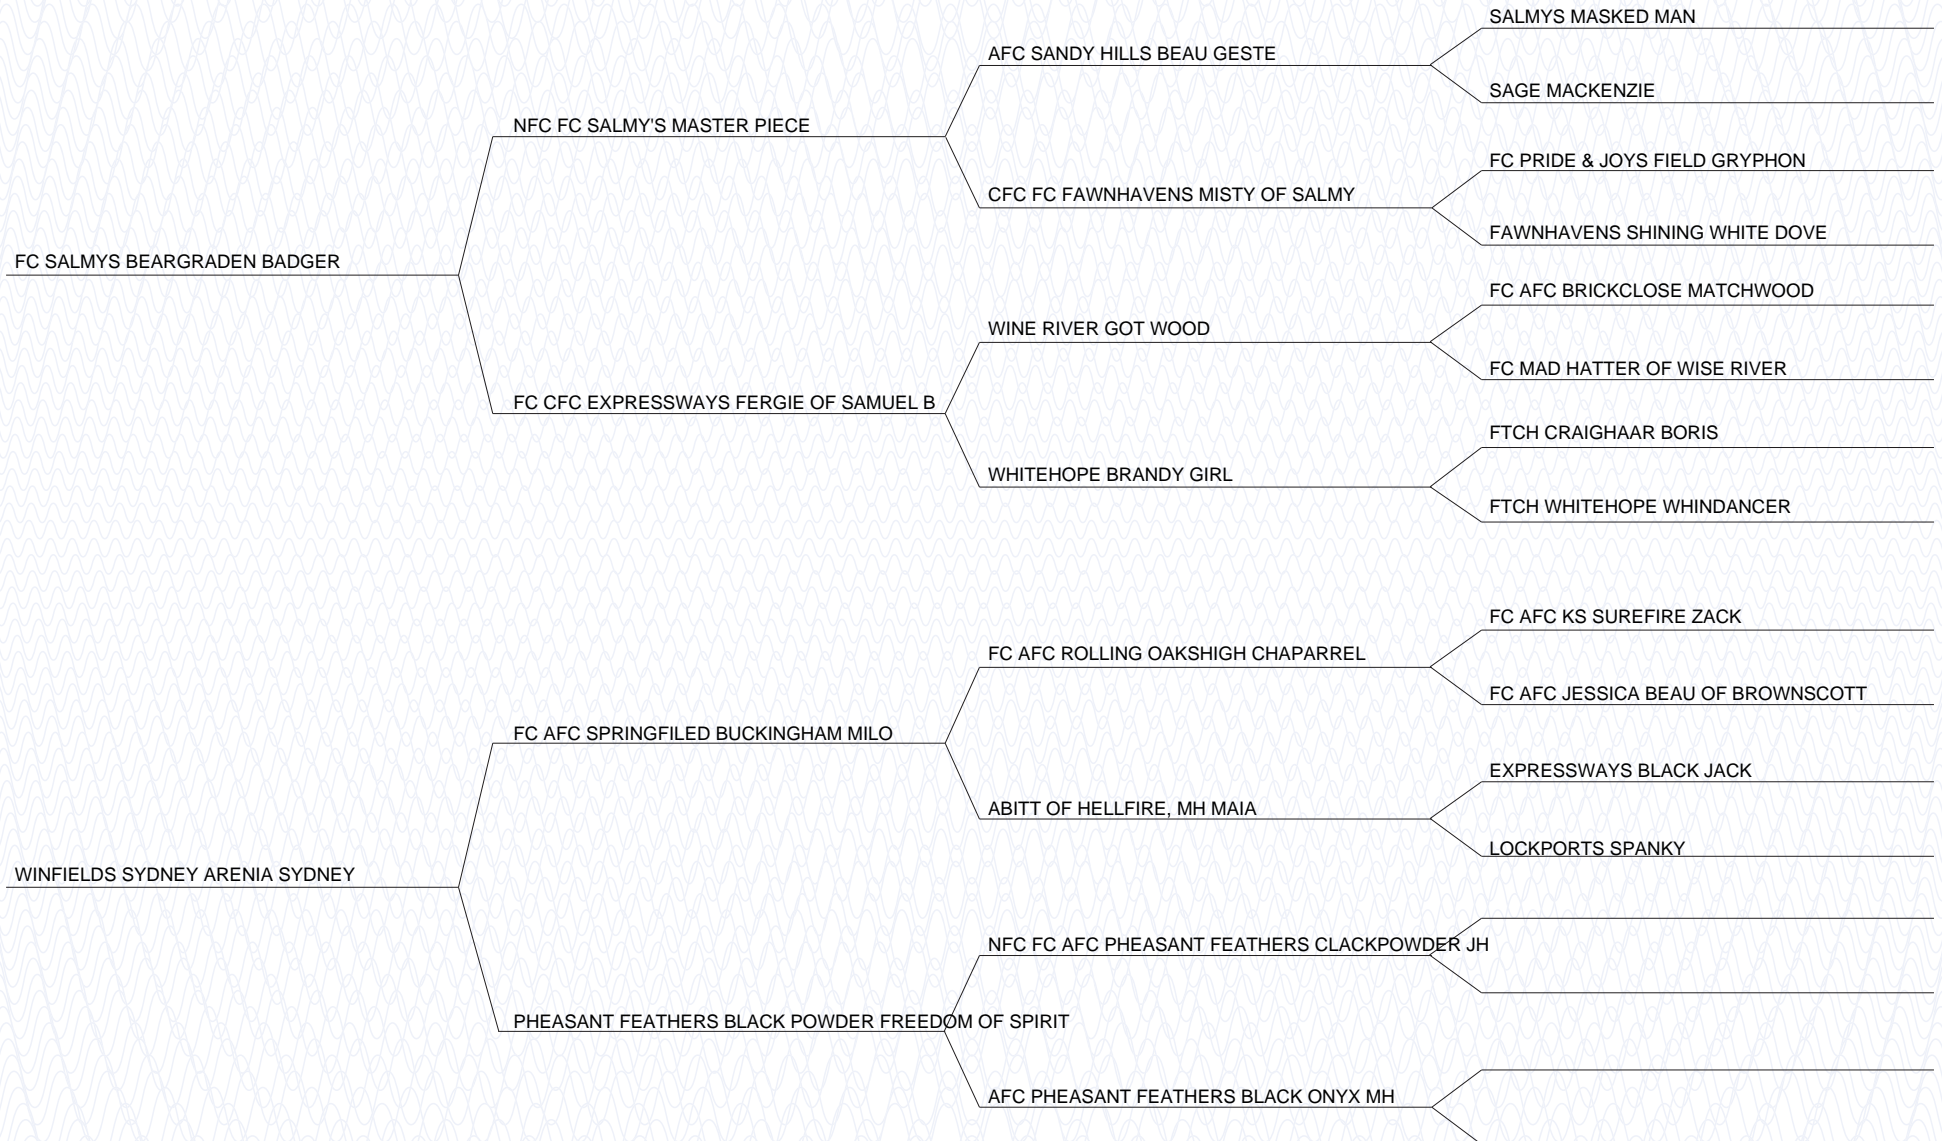 SALMYS MASKED MAN
AFC SANDY HILLS BEAU GESTE
SAGE MACKENZIE
NFC FC SALMY'S MASTER PIECE
FC PRIDE & JOYS FIELD GRYPHON
CFC FC FAWNHAVENS MISTY OF SALMY
FAWNHAVENS SHINING WHITE DOVE
FC SALMYS BEARGRADEN BADGER
FC AFC BRICKCLOSE MATCHWOOD
WINE RIVER GOT WOOD
FC MAD HATTER OF WISE RIVER
FC CFC EXPRESSWAYS FERGIE OF SAMUEL B
FTCH CRAIGHAAR BORIS
WHITEHOPE BRANDY GIRL
FTCH WHITEHOPE WHINDANCER
FC AFC KS SUREFIRE ZACK
FC AFC ROLLING OAKSHIGH CHAPARREL
FC AFC JESSICA BEAU OF BROWNSCOTT
FC AFC SPRINGFILED BUCKINGHAM MILO
EXPRESSWAYS BLACK JACK
ABITT OF HELLFIRE, MH MAIA
LOCKPORTS SPANKY
WINFIELDS SYDNEY ARENIA SYDNEY
NFC FC AFC PHEASANT FEATHERS CLACKPOWDER JH
PHEASANT FEATHERS BLACK POWDER FREEDOM OF SPIRIT
AFC PHEASANT FEATHERS BLACK ONYX MH